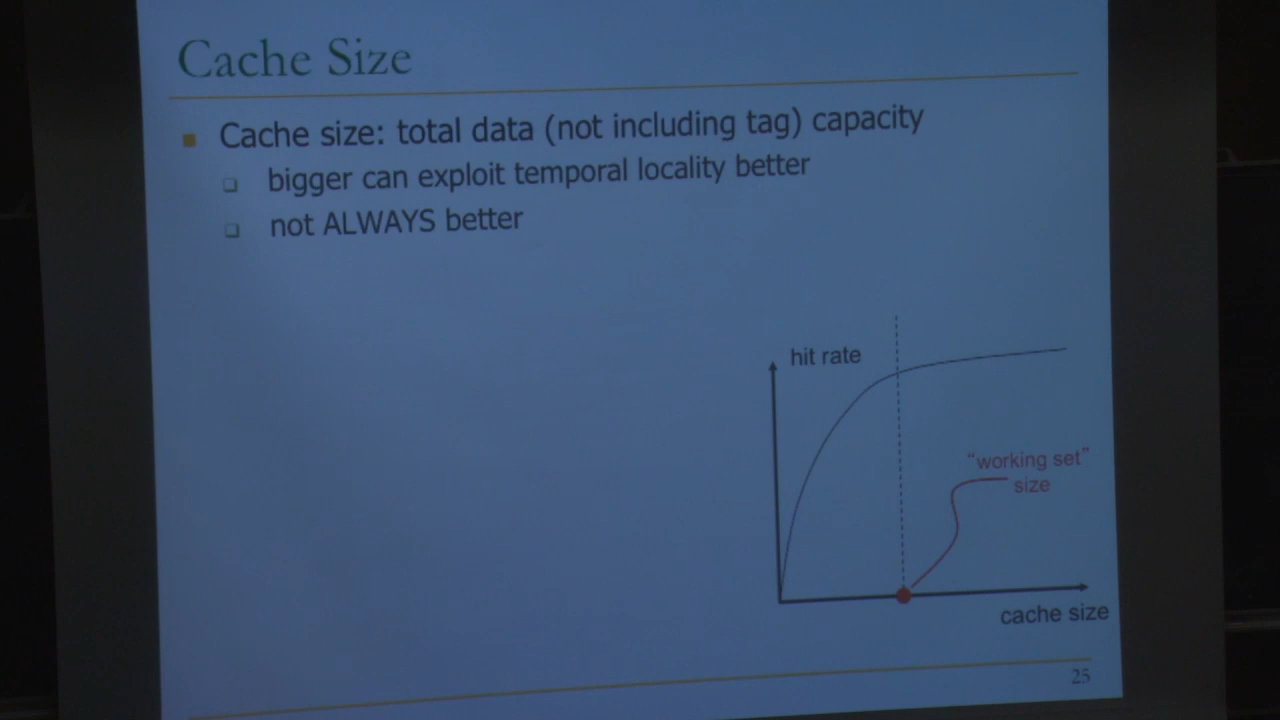 Cache Size
Cache size: total data (not including tag) capacity
bigger can exploit temporal locality better
not ALWAYS better
hit rate
“working set”
size
cache size
25